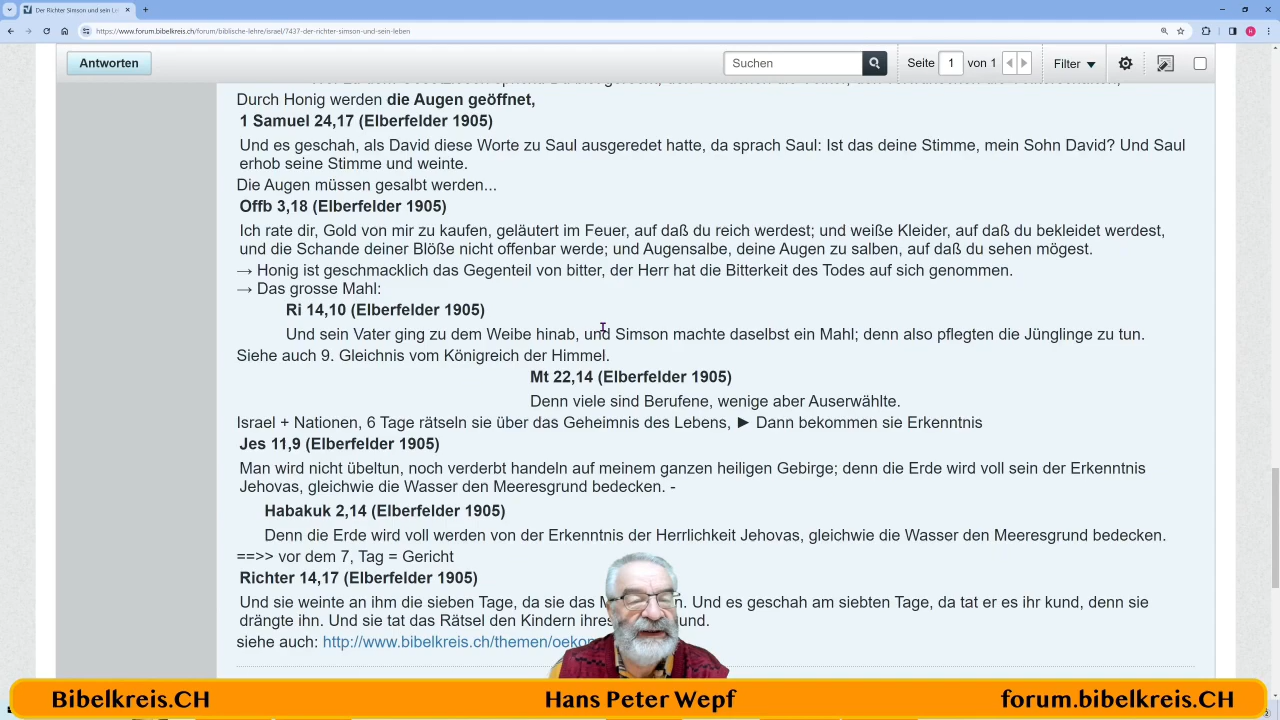 Der Richter Simson und sein Le
https://www.forum.bibelkreis.ch/forum/biblische-lehre/israel/7437-der-richter-simson-und-sein-leben
Antworten
Suchen
Seite 1 von 1
Filter
Durch Honig werden die Augen geöffnet,
1 Samuel 24,17 (Elberfelder 1905)
Und es geschah, als David diese Worte zu Saul ausgeredet hatte, da sprach Saul: Ist das deine Stimme, mein Sohn David? Und Saul
erhob seine Stimme und weinte.
Die Augen müssen gesalbt werden...
Offb 3,18 (Elberfelder 1905)
Ich rate dir, Gold von mir zu kaufen, geläutert im Feuer, auf daß du reich werdest; und weiße Kleider, auf daß du bekleidet werdest,
und die Schande deiner Blöße nicht offenbar werde; und Augensalbe, deine Augen zu salben, auf daß du sehen mögest.
→ Honig ist geschmacklich das Gegenteil von bitter, der Herr hat die Bitterkeit des Todes auf sich genommen.
→ Das grosse Mahl:
Ri 14,10 (Elberfelder 1905)
Und sein Vater ging zu dem Weibe hinab, und Simson machte daselbst ein Mahl; denn also pflegten die Jünglinge zu tun.
Siehe auch 9. Gleichnis vom Königreich der Himmel.
Mt 22,14 (Elberfelder 1905)
Denn viele sind Berufene, wenige aber Auserwählte.
Israel + Nationen, 6 Tage rätseln sie über das Geheimnis des Lebens, ► Dann bekommen sie Erkenntnis
Jes 11,9 (Elberfelder 1905)
Man wird nicht übeltun, noch verderbt handeln auf meinem ganzen heiligen Gebirge; denn die Erde wird voll sein der Erkenntnis
Jehovas, gleichwie die Wasser den Meeresgrund bedecken. -
Habakuk 2,14 (Elberfelder 1905)
Denn die Erde wird voll werden von der Erkenntnis der Herrlichkeit Jehovas, gleichwie die Wasser den Meeresgrund bedecken.
==>> vor dem 7, Tag = Gericht
Richter 14,17 (Elberfelder 1905)
Und sie weinte an ihm die sieben Tage, da sie das Und es geschah am siebten Tage, da tat er es ihr kund, denn sie
drängte ihn. Und sie tat das Rätsel den Kindern
siehe auch: http://www.bibelkreis.ch/themen/oeko
Bibelkreis.CH Hans Peter Wepf forum.bibelkreis.CH